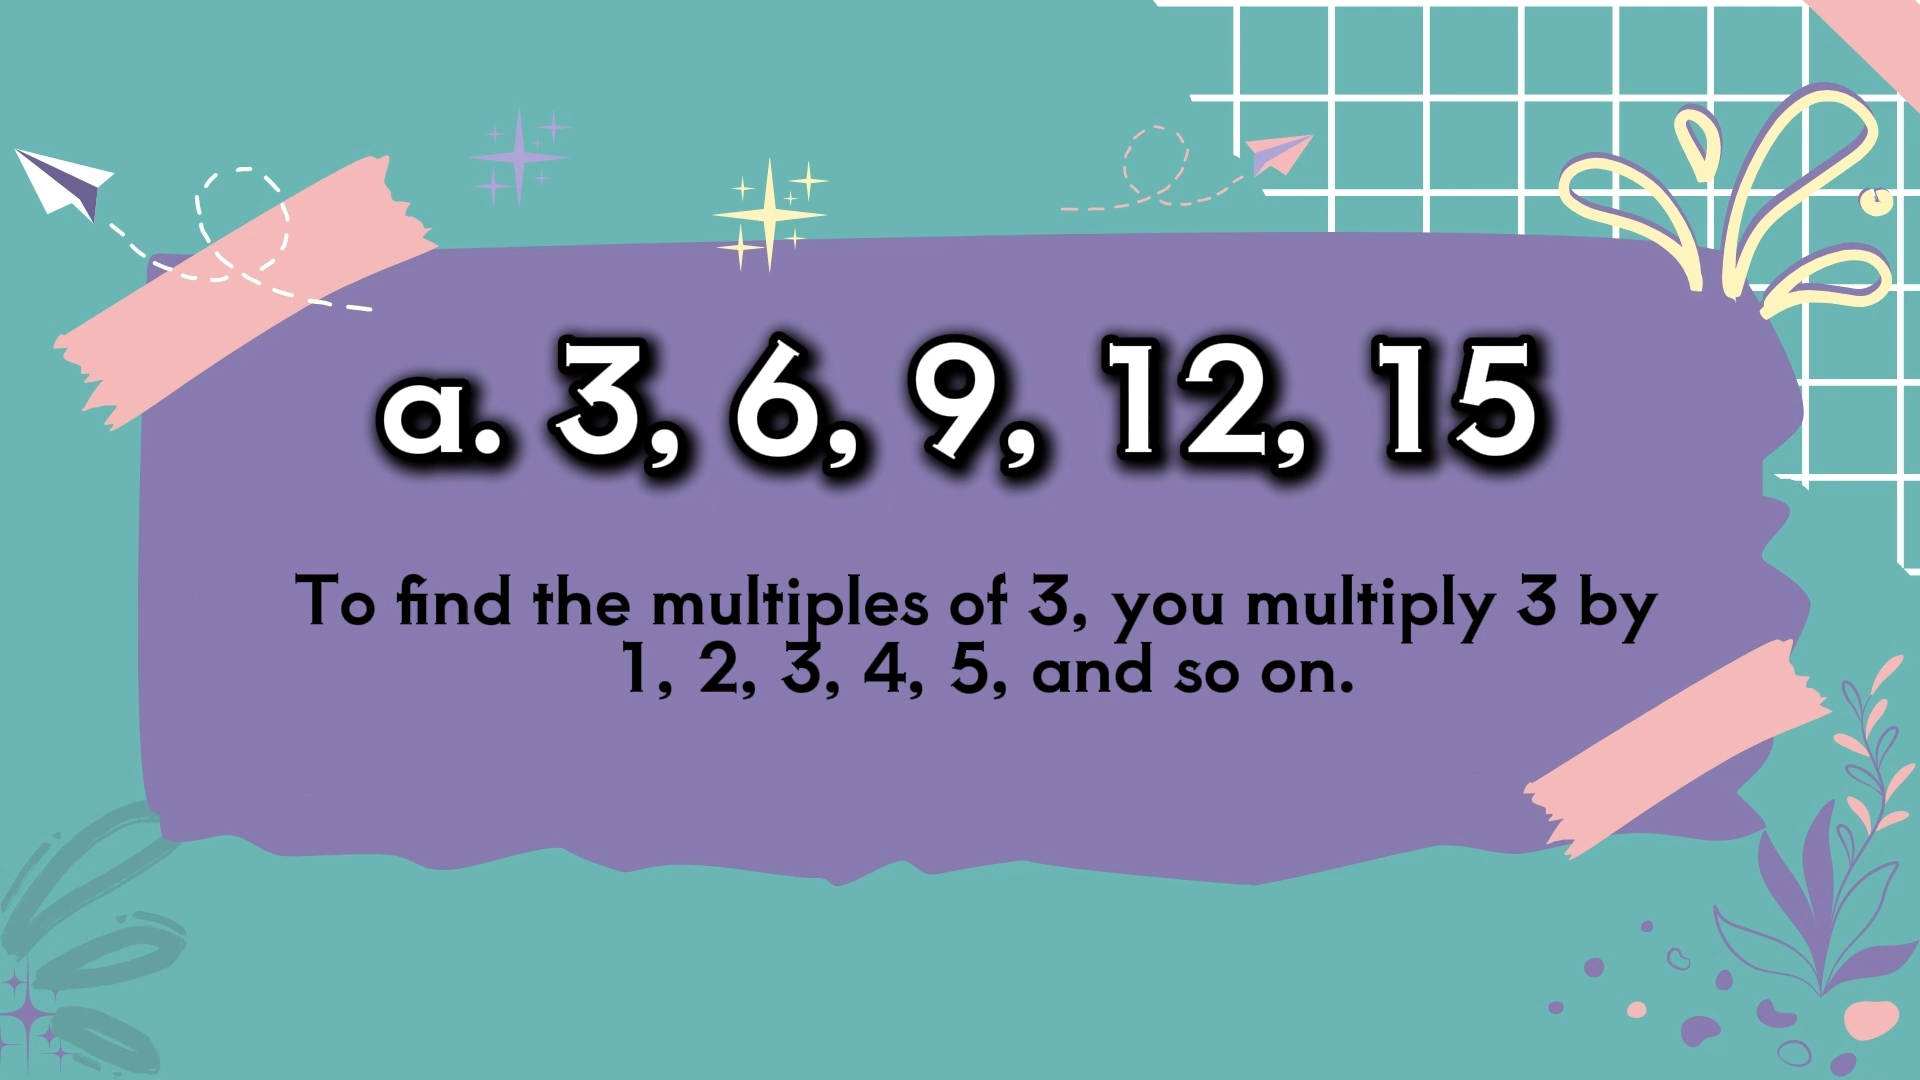 a. 3, 6, 9, 12, 15
To find the multiples of 3, you multiply 3 by
1, 2, 3, 4, 5, and so on.